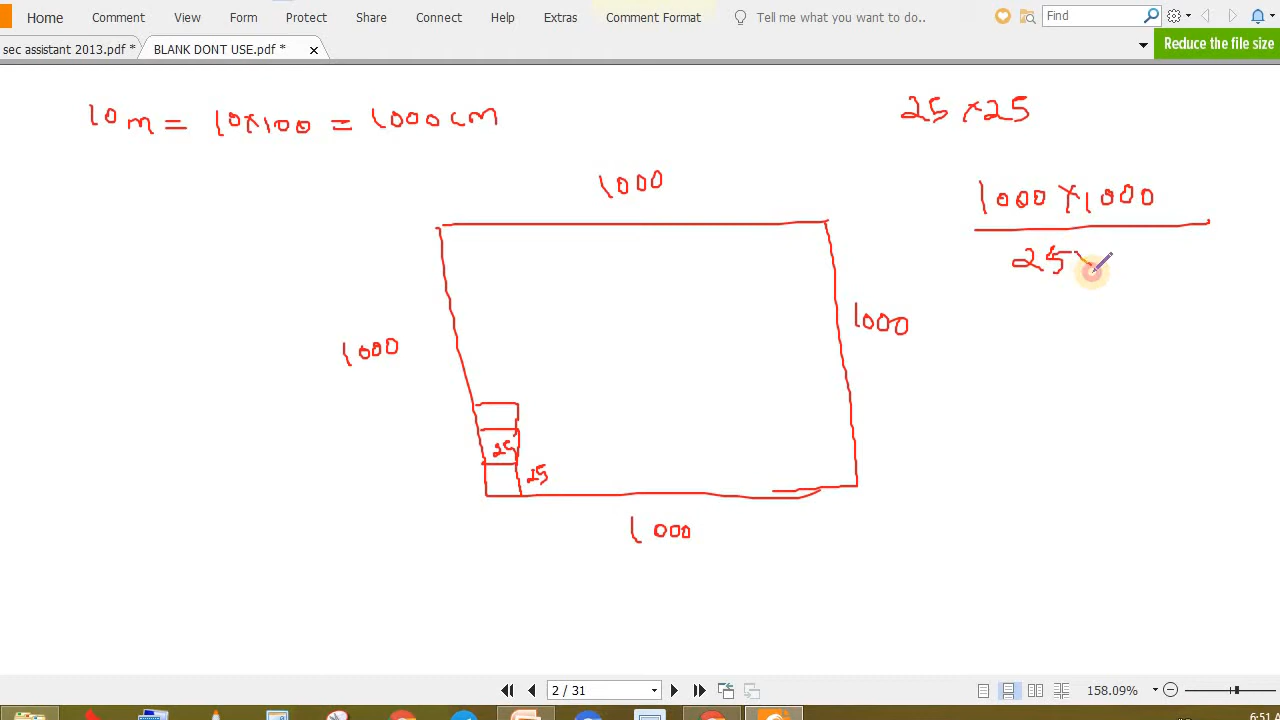 Home Comment View Form Protect Share Connect Help Extras Comment Format Tell me what you want to do.. Find
sec assistant 2013.pdf * BLANK DONT USE.pdf * Reduce the file size
10m = 10×100 = 1000cm
25 ×25
1000
1000 ×1000
25×
1000
1000
25
25
1000
2 / 31 158.09%
6:51